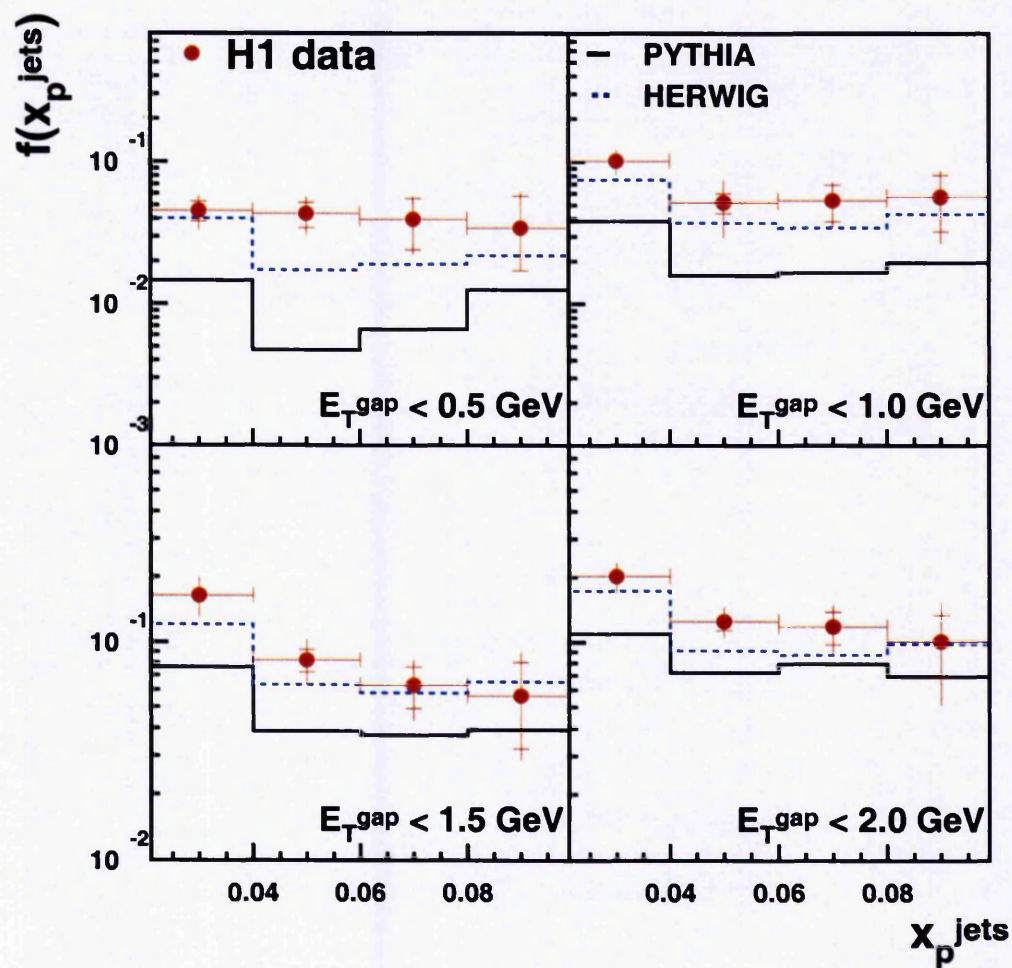 f(x_p^jets)
H1 data
PYTHIA
HERWIG
10^-1
10^-2
10^-3
E_T^gap < 0.5 GeV
E_T^gap < 1.0 GeV
10^-1
10^-2
E_T^gap < 1.5 GeV
E_T^gap < 2.0 GeV
0.04 0.06 0.08 0.04 0.06 0.08
x_p^jets